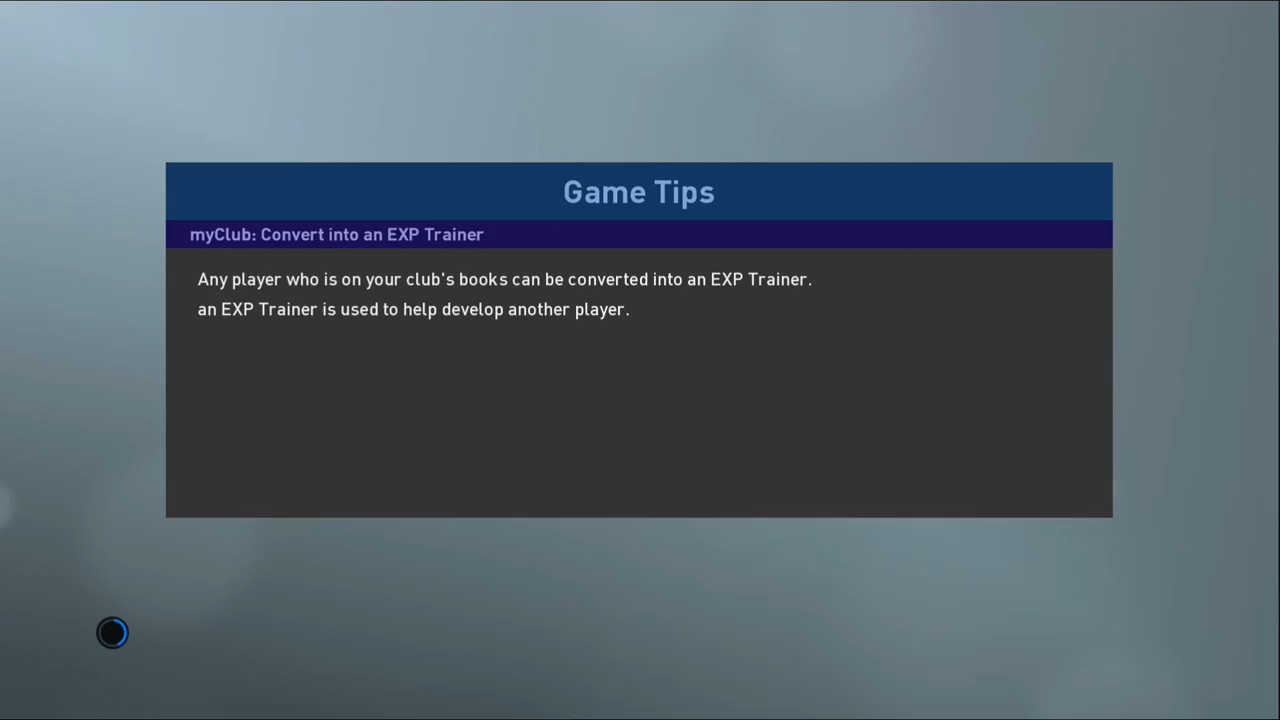 Game Tips
myClub: Convert into an EXP Trainer
Any player who is on your club's books can be converted into an EXP Trainer.
an EXP Trainer is used to help develop another player.